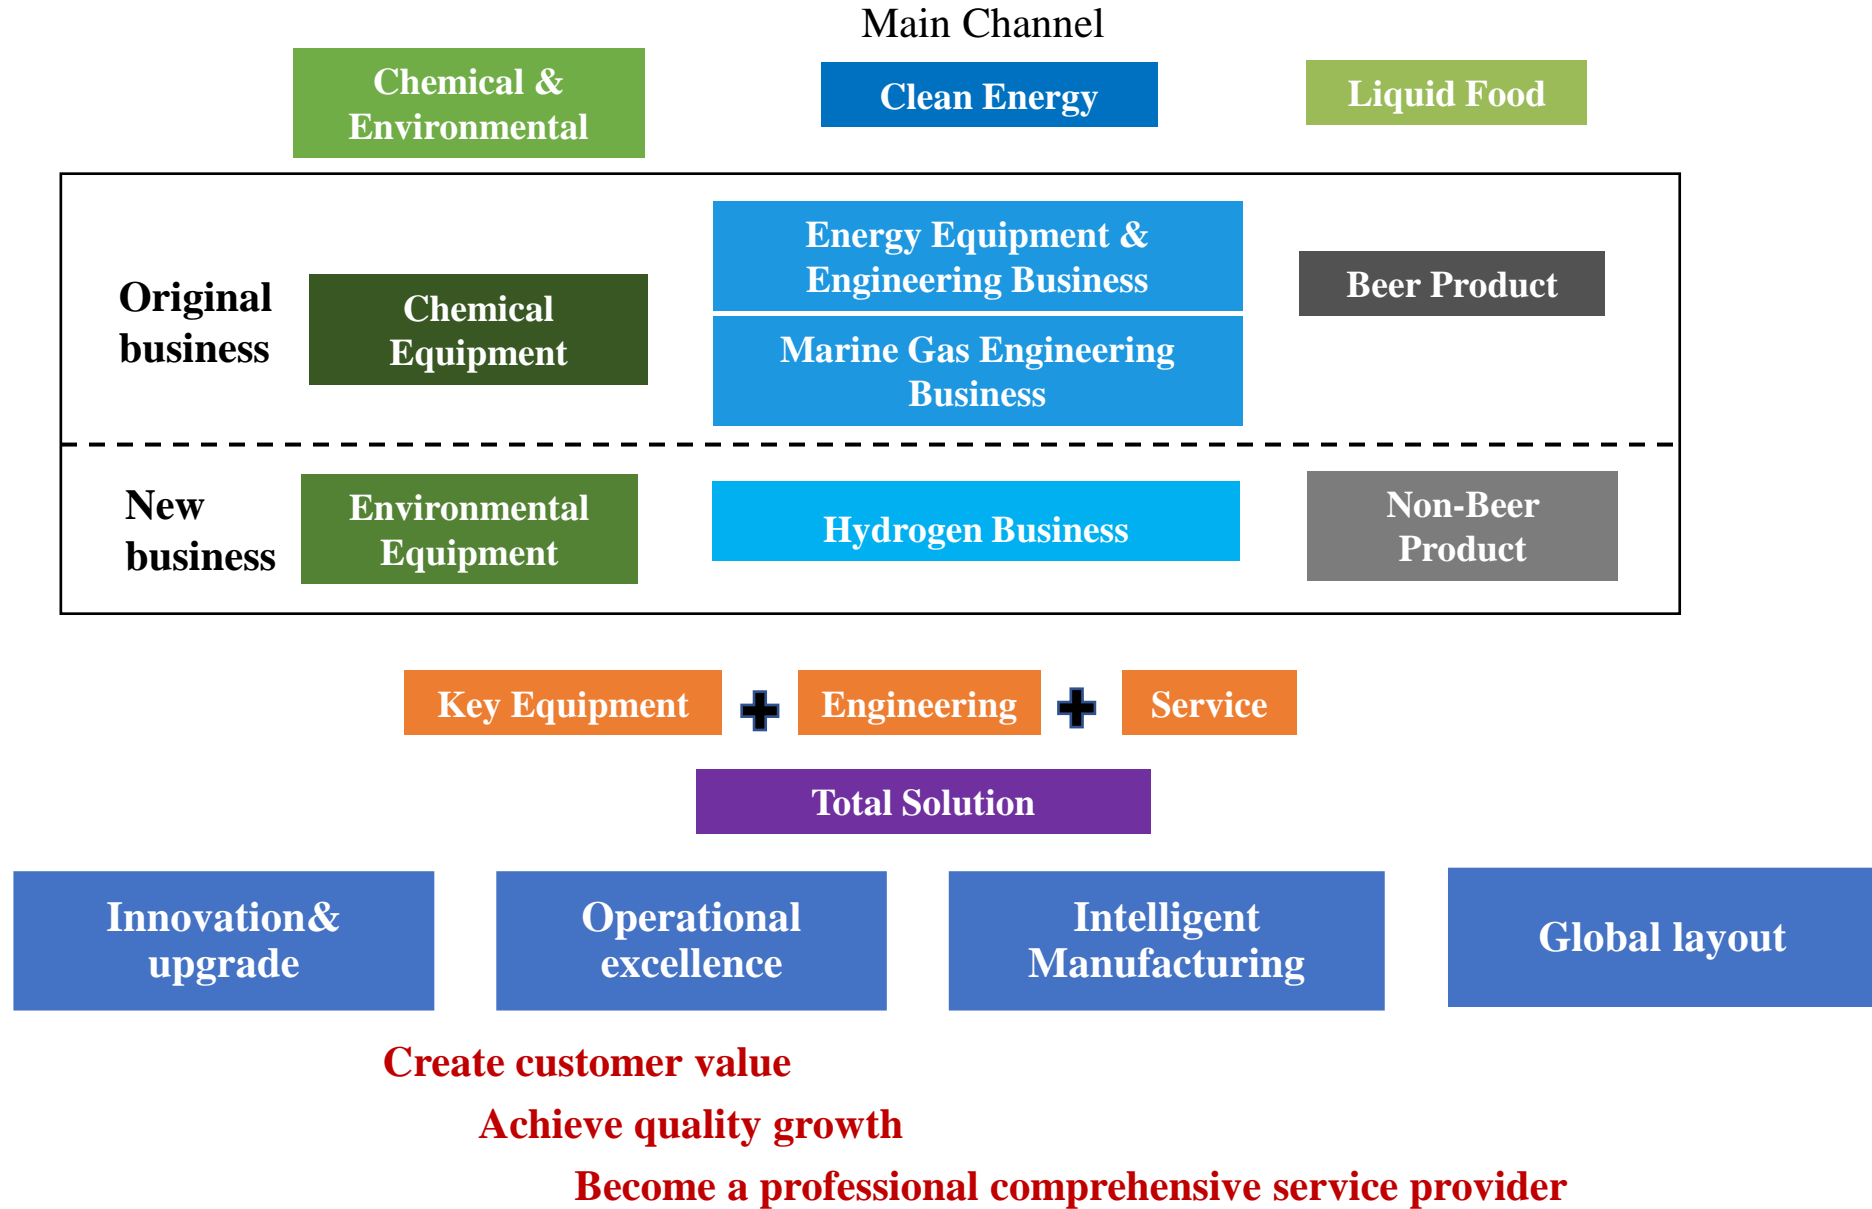 Main Channel
Chemical &
Environmental
Clean Energy
Liquid Food
Original
business
Chemical
Equipment
Energy Equipment &
Engineering Business
Marine Gas Engineering
Business
Beer Product
New
business
Environmental
Equipment
Hydrogen Business
Non-Beer
Product
Key Equipment
Engineering
Service
Total Solution
Innovation&
upgrade
Operational
excellence
Intelligent
Manufacturing
Global layout
Create customer value
Achieve quality growth
Become a professional comprehensive service provider